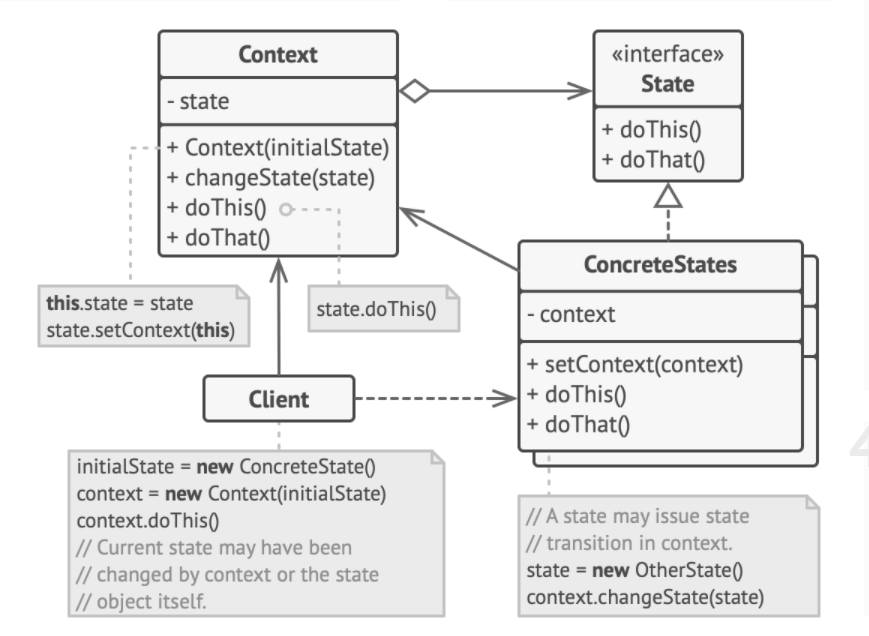 Context
- state
+ Context(initialState)
+ changeState(state)
+ doThis()
+ doThat()
«interface»
State
+ doThis()
+ doThat()
this.state = state
state.setContext(this)
state.doThis()
ConcreteStates
- context
+ setContext(context)
+ doThis()
+ doThat()
Client
initialState = new ConcreteState()
context = new Context(initialState)
context.doThis()
// Current state may have been
// changed by context or the state
// object itself.
// A state may issue state
// transition in context.
state = new OtherState()
context.changeState(state)